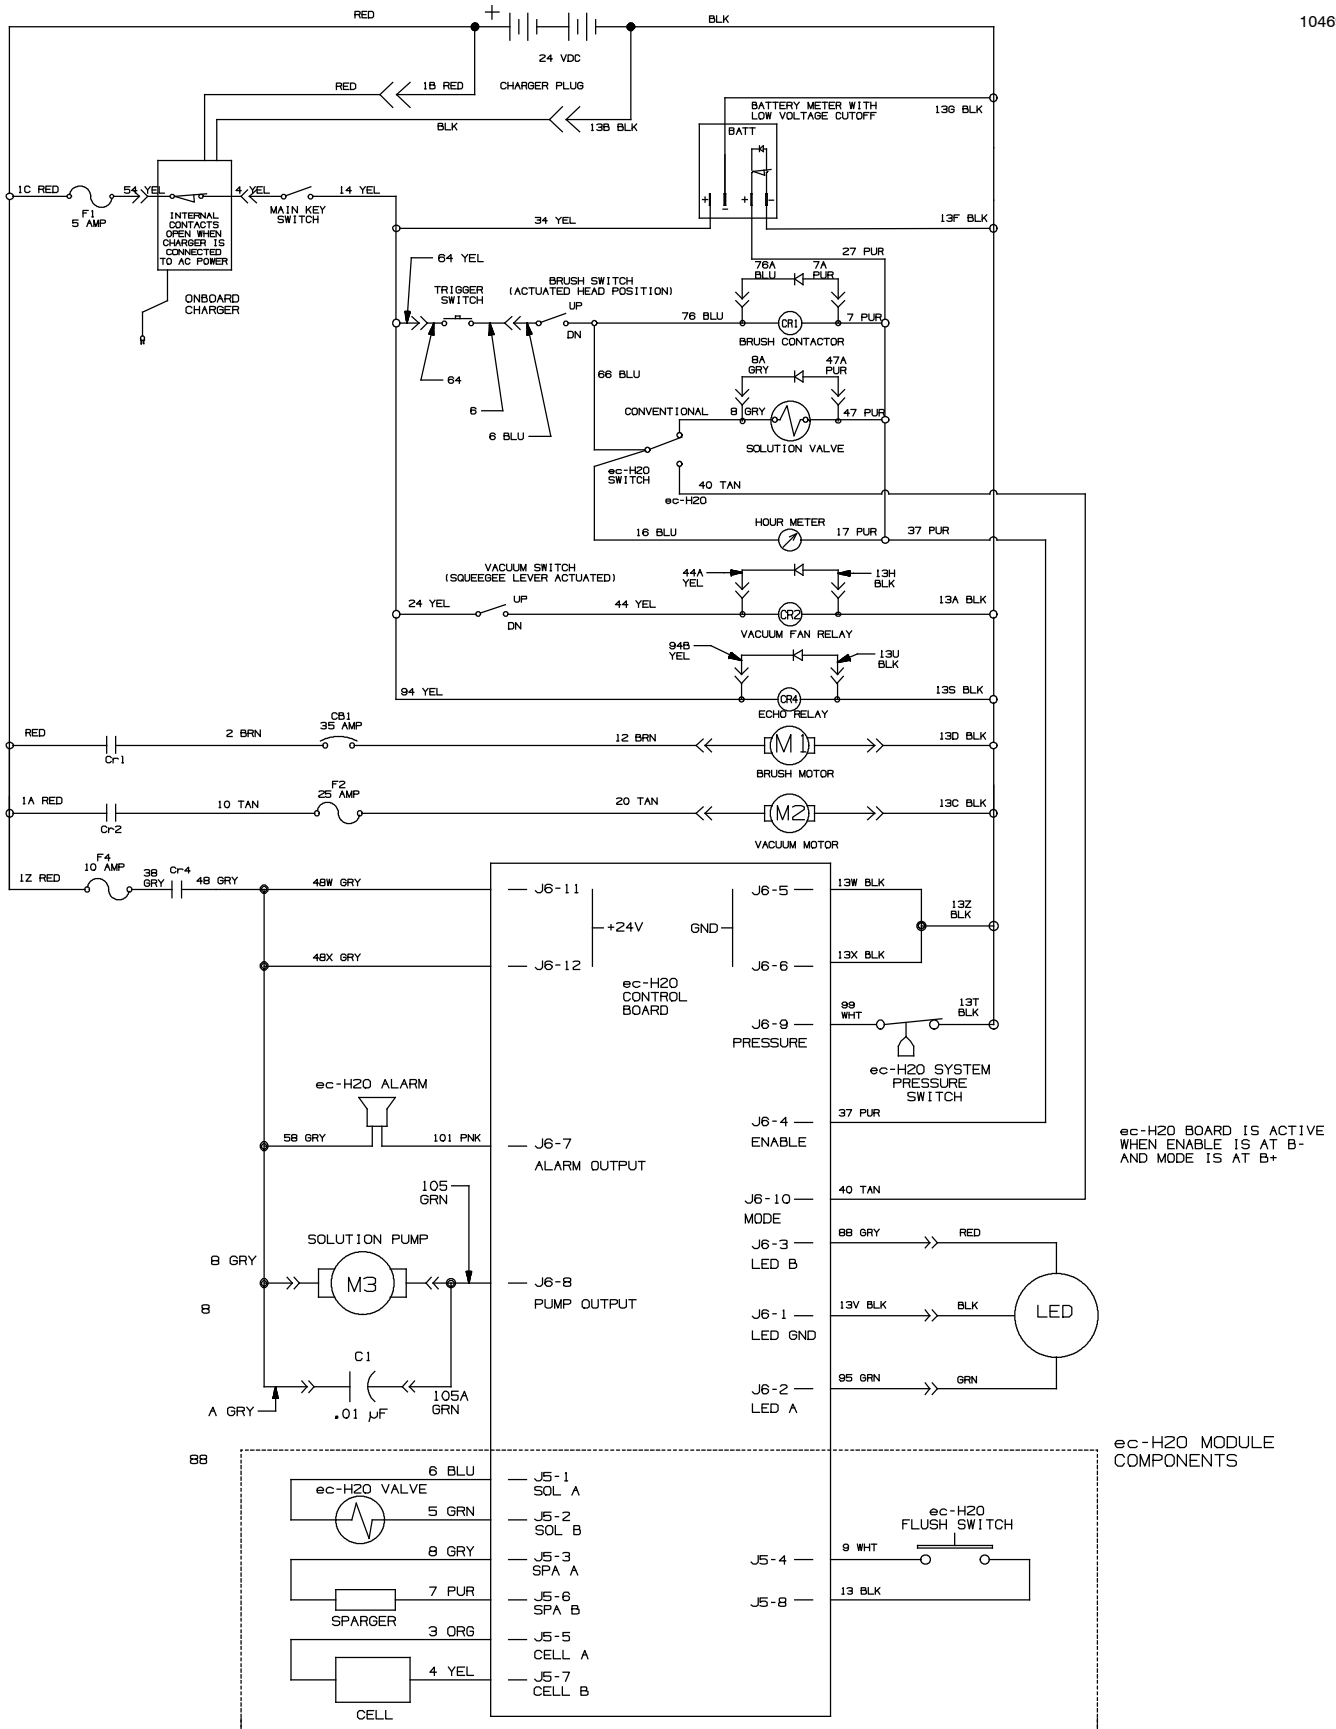 1046
RED
+
BLK
24 VDC
RED
1B RED
CHARGER PLUG
BLK
13B BLK
BATTERY METER WITH
LOW VOLTAGE CUTOFF
13G BLK
BATT
+
-
+
-
1C RED
F1
5 AMP
54 YEL
4 YEL
MAIN KEY
SWITCH
14 YEL
INTERNAL
CONTACTS
OPEN WHEN
CHARGER IS
CONNECTED
TO AC POWER
ONBOARD
CHARGER
34 YEL
13F BLK
27 PUR
64 YEL
TRIGGER
SWITCH
BRUSH SWITCH
(ACTUATED HEAD POSITION)
UP
DN
76A
BLU
7A
PUR
76 BLU
CR1
7 PUR
BRUSH CONTACTOR
64
6
6 BLU
66 BLU
8A
GRY
47A
PUR
CONVENTIONAL
8 GRY
47 PUR
SOLUTION VALVE
ec-H2O
SWITCH
ec-H2O
40 TAN
16 BLU
HOUR METER
17 PUR
37 PUR
VACUUM SWITCH
(SQUEEGEE LEVER ACTUATED)
44A
YEL
13H
BLK
24 YEL
UP
DN
44 YEL
CR2
13A BLK
VACUUM FAN RELAY
94B
YEL
13U
BLK
94 YEL
CR4
13S BLK
ECHO RELAY
RED
Cr1
2 BRN
CB1
35 AMP
12 BRN
M1
13D BLK
BRUSH MOTOR
1A RED
Cr2
10 TAN
F2
25 AMP
20 TAN
M2
13C BLK
VACUUM MOTOR
1Z RED
F4
10 AMP
38
GRY
Cr4
48 GRY
48W GRY
J6-11
+24V
48X GRY
J6-12
GND
J6-5
13W BLK
13Z
BLK
J6-6
13X BLK
ec-H2O
CONTROL
BOARD
J6-9
PRESSURE
99
WHT
13T
BLK
ec-H2O SYSTEM
PRESSURE
SWITCH
ec-H2O ALARM
58 GRY
101 PNK
J6-7
ALARM OUTPUT
J6-4
ENABLE
37 PUR
ec-H2O BOARD IS ACTIVE
WHEN ENABLE IS AT B-
AND MODE IS AT B+
105
GRN
J6-10
MODE
40 TAN
8 GRY
SOLUTION PUMP
M3
J6-8
PUMP OUTPUT
J6-3
LED B
88 GRY
RED
8
J6-1
LED GND
13V BLK
BLK
LED
C1
.01 µF
105A
GRN
A GRY
J6-2
LED A
95 GRN
GRN
88
ec-H2O MODULE
COMPONENTS
6 BLU
J5-1
SOL A
ec-H2O VALVE
5 GRN
J5-2
SOL B
8 GRY
J5-3
SPA A
7 PUR
J5-6
SPA B
SPARGER
3 ORG
J5-5
CELL A
4 YEL
J5-7
CELL B
CELL
ec-H2O
FLUSH SWITCH
J5-4
9 WHT
J5-8
13 BLK